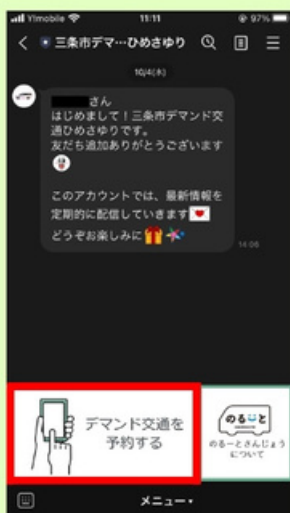 Y!mobile 11:11 97%
三条市デマ…ひめさゆり
10/4(水)
さん
はじめまして!三条市デマンド交
通ひめさゆりです。
友だち追加ありがとうございます
このアカウントでは、最新情報を
定期的に配信していきます
どうぞお楽しみに
14:06
デマンド交通を
予約する
のるーと
のるーとさんじょう
について
メニュー▾